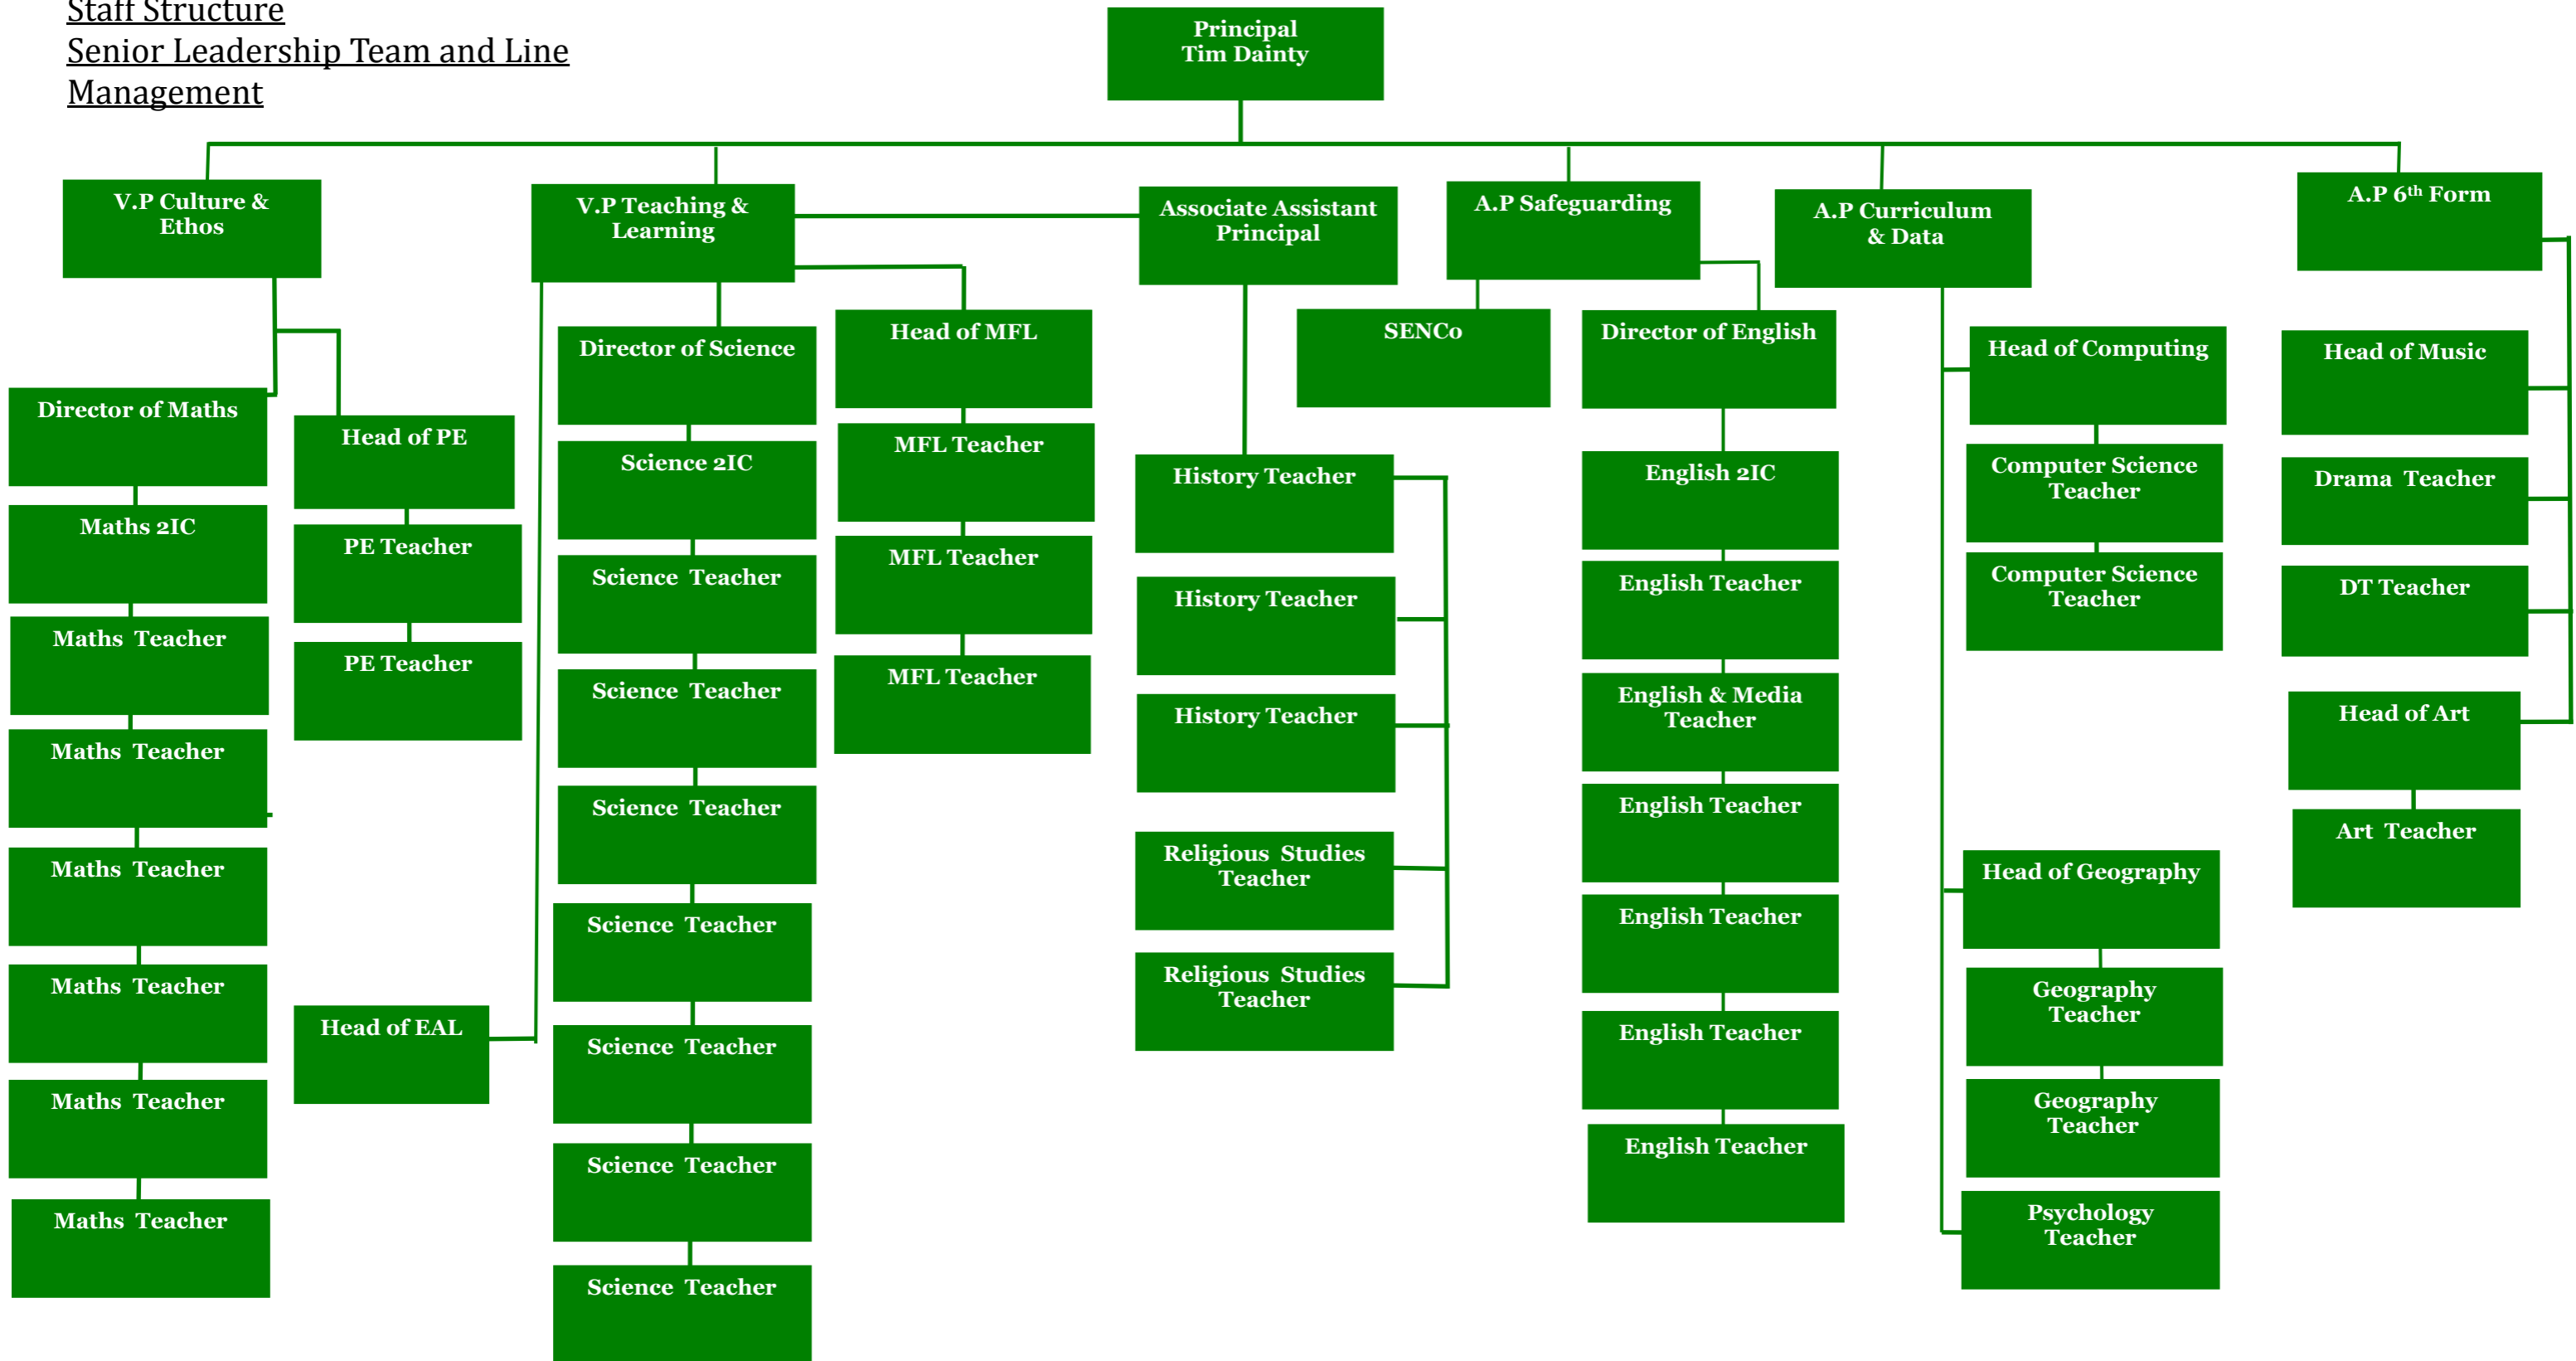 Staff Structure
Senior Leadership Team and Line
Management
Principal
Tim Dainty
V.P Culture &
Ethos
V.P Teaching &
Learning
Associate Assistant
Principal
A.P Safeguarding
A.P Curriculum
& Data
A.P 6th Form
Director of Maths
Maths 2IC
Maths Teacher
Maths Teacher
Maths Teacher
Maths Teacher
Maths Teacher
Maths Teacher
Head of PE
PE Teacher
PE Teacher
Head of EAL
Director of Science
Science 2IC
Science Teacher
Science Teacher
Science Teacher
Science Teacher
Science Teacher
Science Teacher
Science Teacher
Head of MFL
MFL Teacher
MFL Teacher
MFL Teacher
History Teacher
History Teacher
History Teacher
Religious Studies
Teacher
Religious Studies
Teacher
SENCo
Director of English
English 2IC
English Teacher
English & Media
Teacher
English Teacher
English Teacher
English Teacher
English Teacher
Head of Computing
Computer Science
Teacher
Computer Science
Teacher
Head of Geography
Geography
Teacher
Geography
Teacher
Psychology
Teacher
Head of Music
Drama Teacher
DT Teacher
Head of Art
Art Teacher